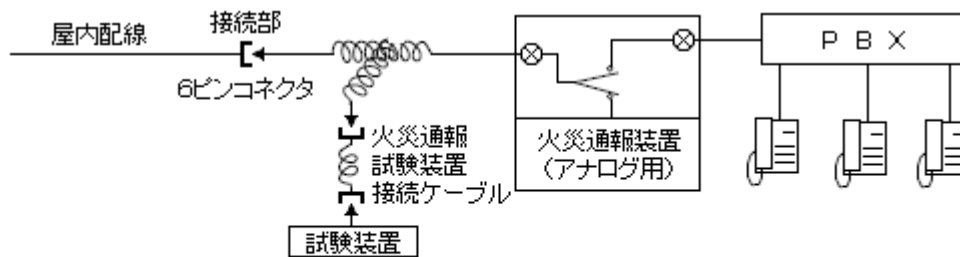 屋内配線
接続部
6ピンコネクタ
火災通報
試験装置
接続ケーブル
試験装置
火災通報装置
(アナログ用)
PBX